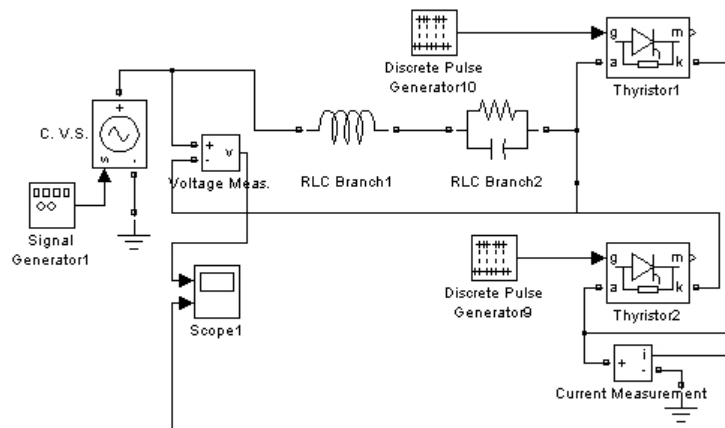 g
m
a
k
Thyristor1
Discrete Pulse
Generator10
+
C. V.S.
s
-
+
-
v
Voltage Meas.
RLC Branch1
RLC Branch2
Signal
Generator1
Scope1
g
m
a
k
Thyristor2
Discrete Pulse
Generator9
+
i
-
Current Measurement